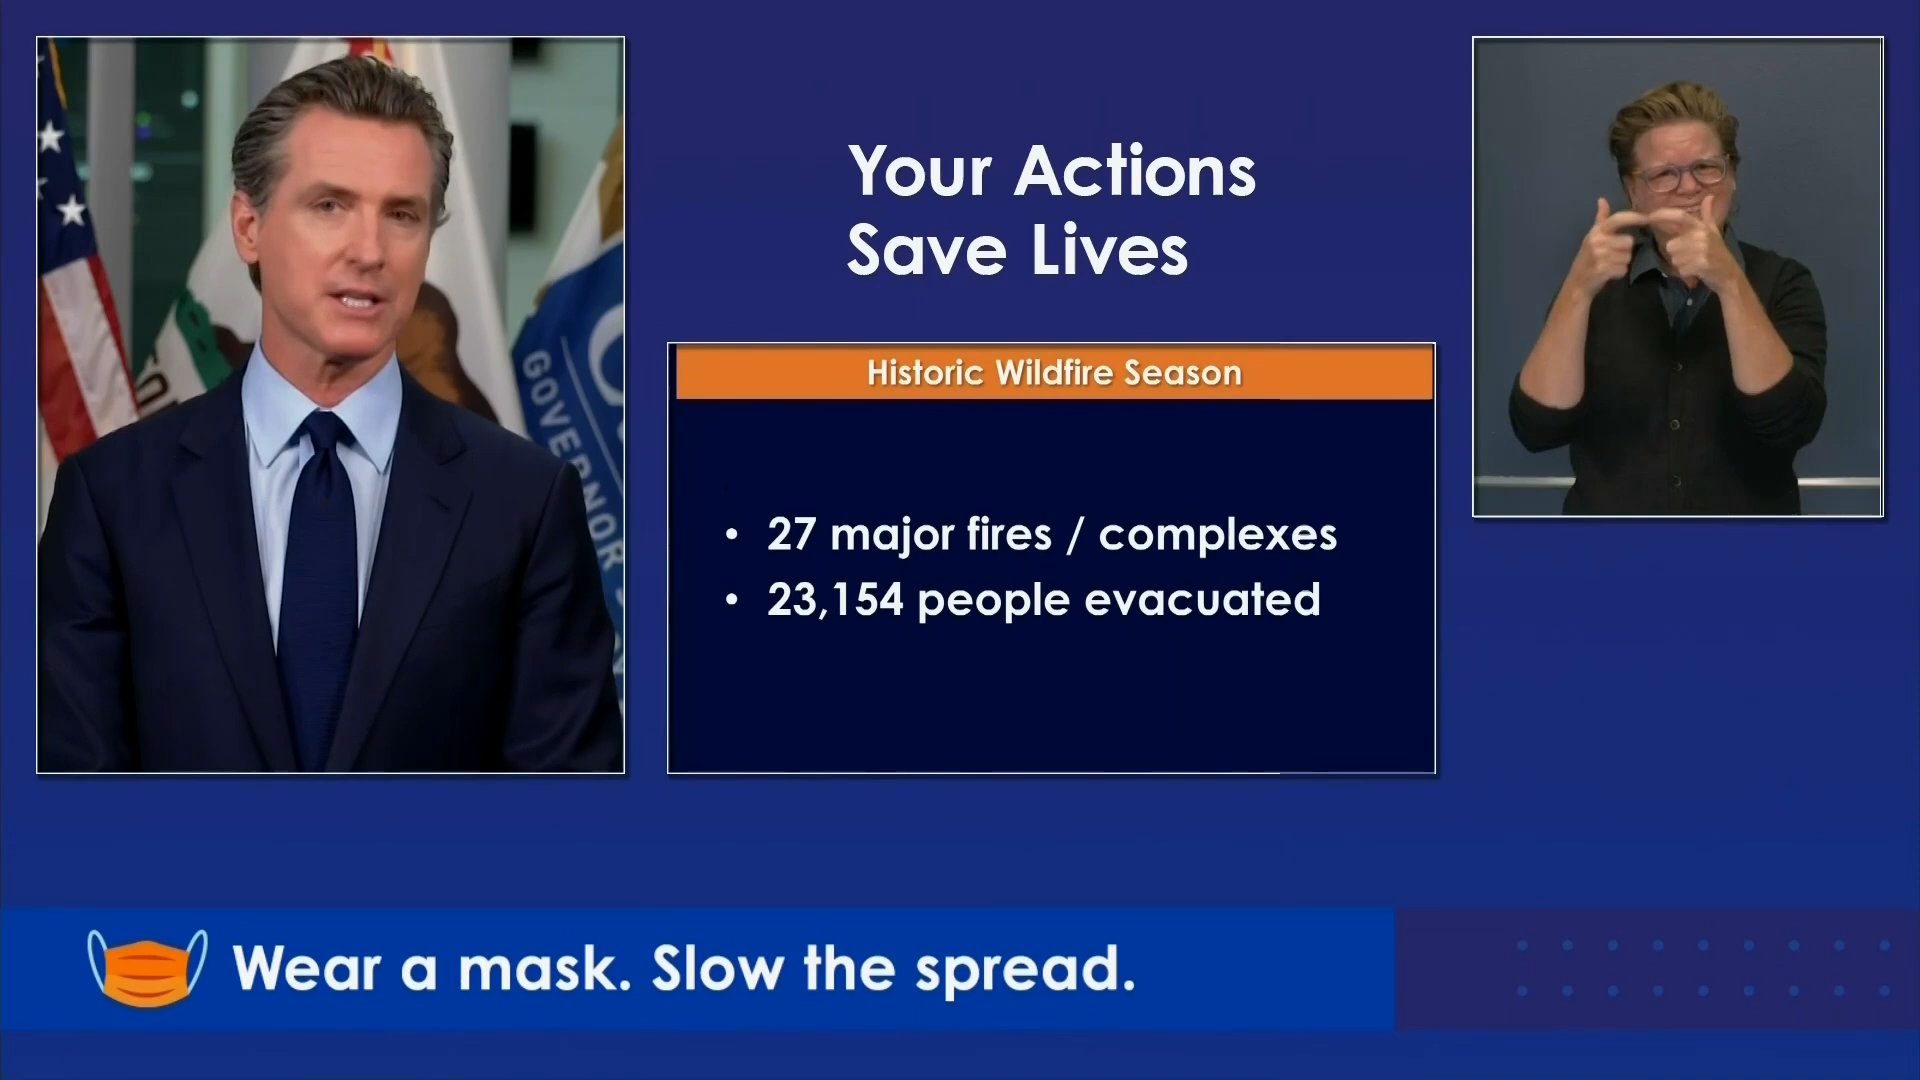 Your Actions
Save Lives
Historic Wildfire Season
• 27 major fires / complexes
• 23,154 people evacuated
GOVERNOR
Wear a mask. Slow the spread.